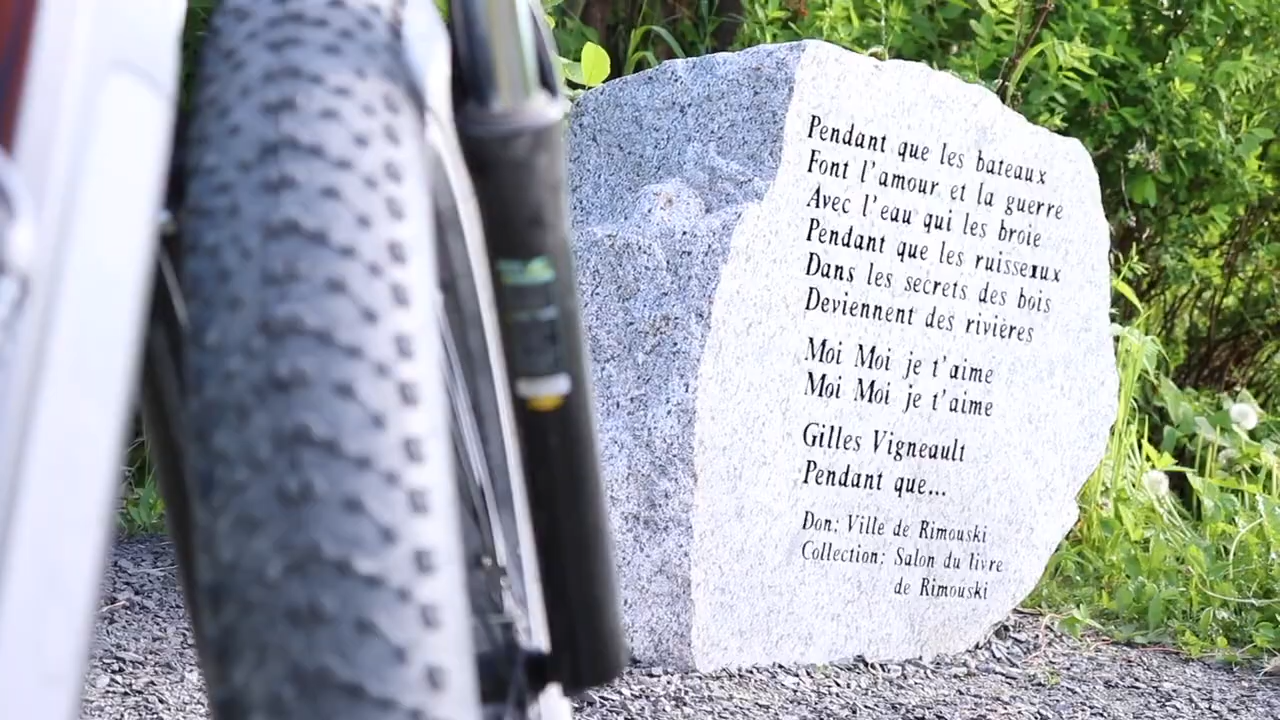 Pendant que les bateaux
Font l'amour et la guerre
Avec l'eau qui les broie
Pendant que les ruisseaux
Dans les secrets des bois
Deviennent des rivières
Moi Moi je t'aime
Moi Moi je t'aime
Gilles Vigneault
Pendant que...
Don: Ville de Rimouski
Collection: Salon du livre
de Rimouski